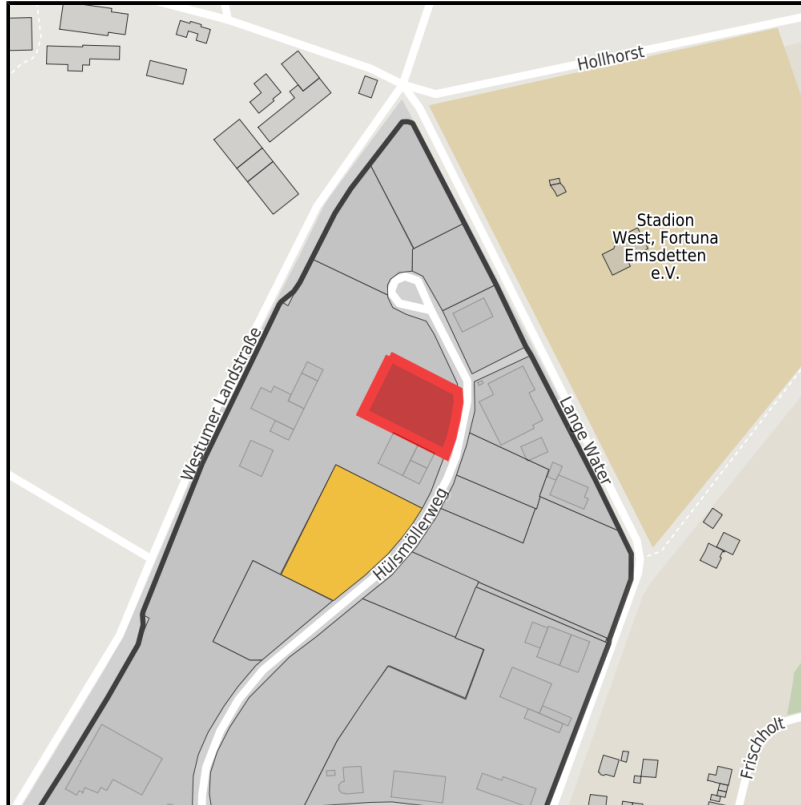 Hollhorst
Stadion
West, Fortuna
Emsdetten
e.V.
Westumer Landstraße
Lange Water
Hülsmöllerweg
Frischholt